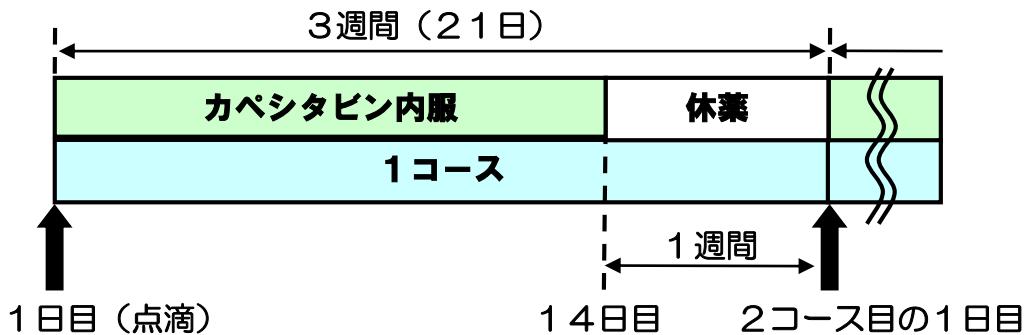 3週間（21日）
カペシタビン内服
休薬
1コース
1週間
1日目（点滴）
14日目
2コース目の1日目